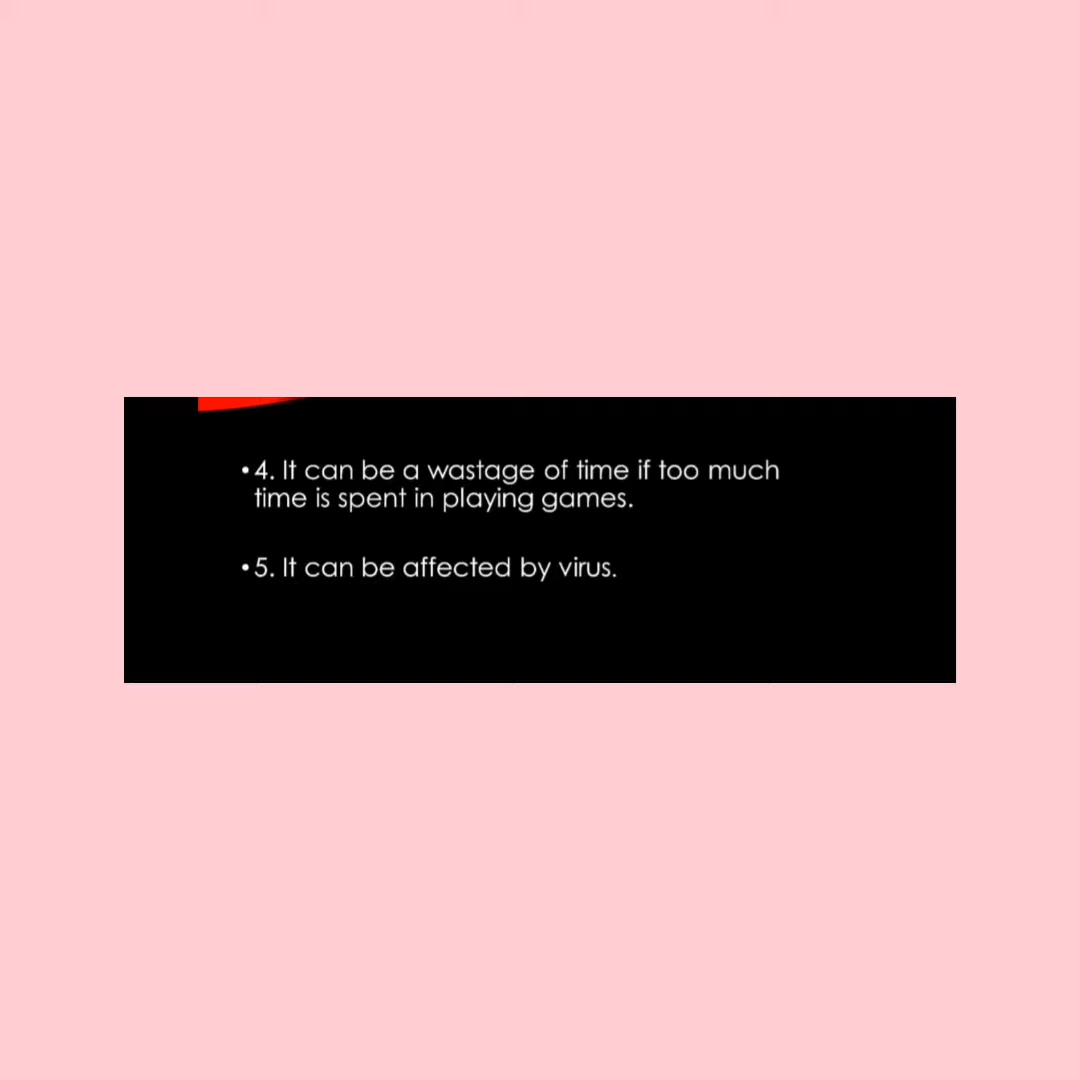 • 4. It can be a wastage of time if too much
time is spent in playing games.
• 5. It can be affected by virus.